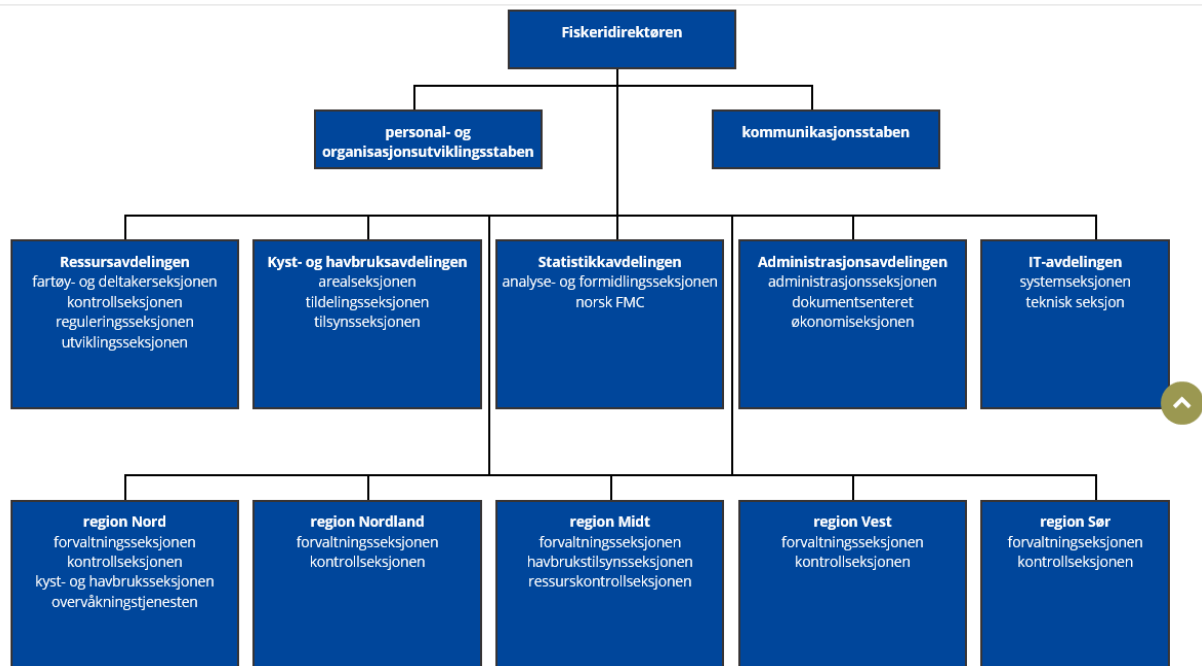 Fiskeridirektøren
personal- og
organisasjonsutviklingsstaben
kommunikasjonsstaben
Ressursavdelingen
fartøy- og deltakerseksjonen
kontrollseksjonen
reguleringsseksjonen
utviklingsseksjonen
Kyst- og havbruksavdelingen
arealseksjonen
tildelingsseksjonen
tilsynsseksjonen
Statistikkavdelingen
analyse- og formidlingsseksjonen
norsk FMC
Administrasjonsavdelingen
administrasjonsseksjonen
dokumentsenteret
økonomiseksjonen
IT-avdelingen
systemseksjonen
teknisk seksjon
region Nord
forvaltningsseksjonen
kontrollseksjonen
kyst- og havbruksseksjonen
overvåkningstjenesten
region Nordland
forvaltningsseksjonen
kontrollseksjonen
region Midt
forvaltningsseksjonen
havbrukstilsynsseksjonen
ressurskontrollseksjonen
region Vest
forvaltningsseksjonen
kontrollseksjonen
region Sør
forvaltningseksjonen
kontrollseksjonen